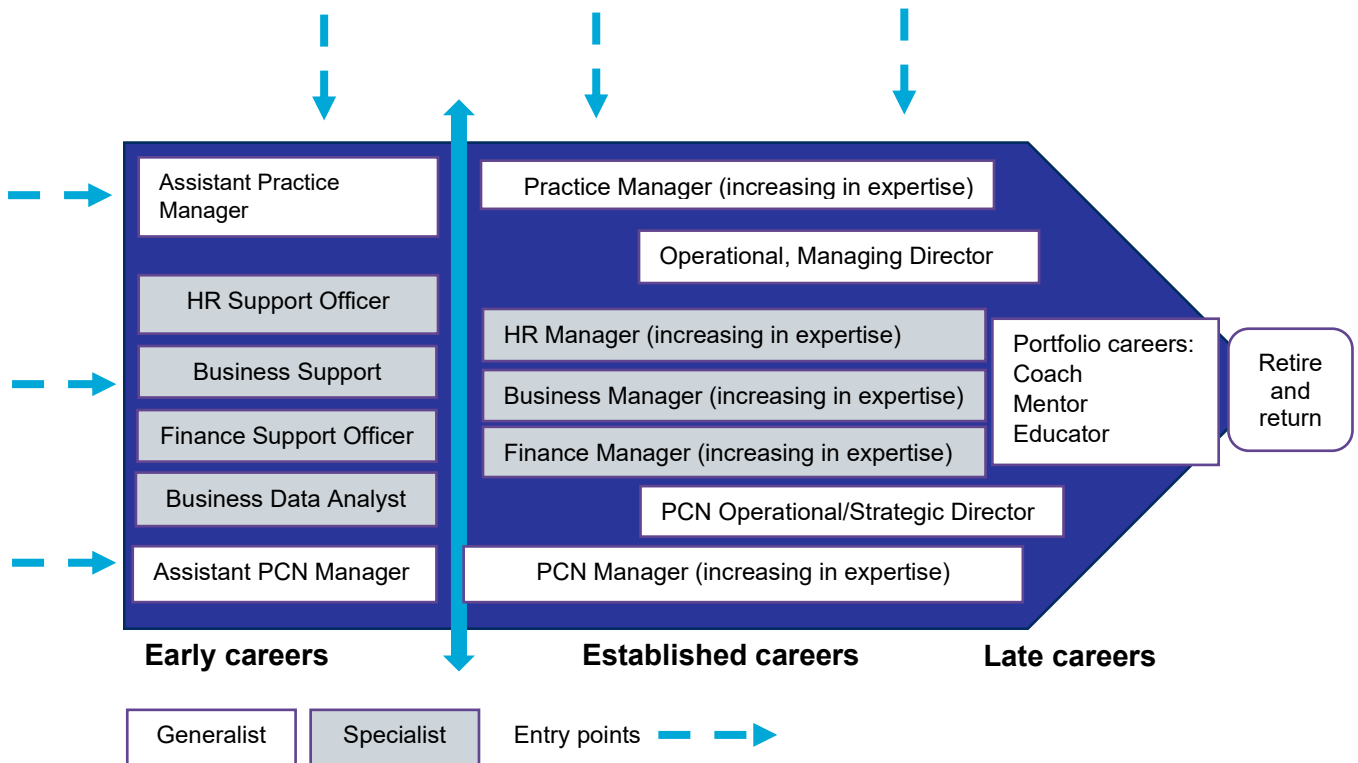 Assistant Practice
Manager
HR Support Officer
Business Support
Finance Support Officer
Business Data Analyst
Assistant PCN Manager
Practice Manager (increasing in expertise)
Operational, Managing Director
HR Manager (increasing in expertise)
Business Manager (increasing in expertise)
Finance Manager (increasing in expertise)
PCN Operational/Strategic Director
PCN Manager (increasing in expertise)
Portfolio careers:
Coach
Mentor
Educator
Retire
and
return
Early careers
Established careers
Late careers
Generalist
Specialist
Entry points